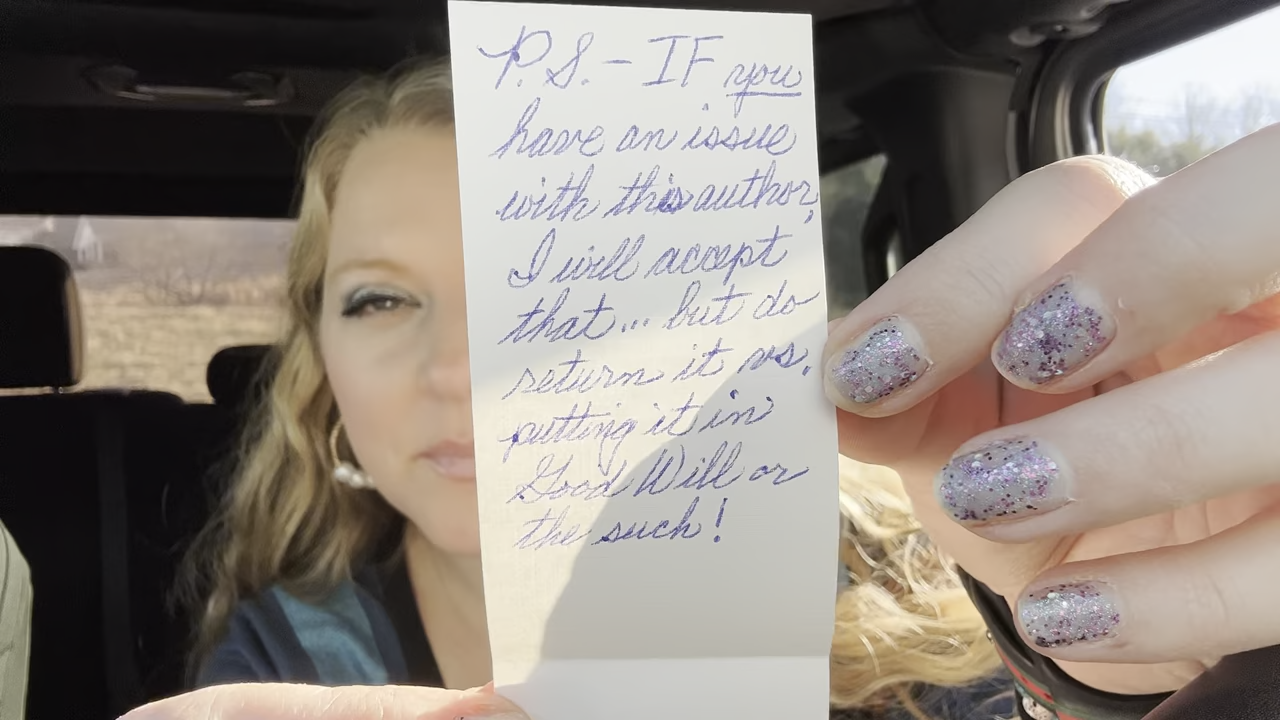 P.S. - IF you
have an issue
with this author,
I will accept
that... but do
return it vs.
putting it in
Good Will or
the such!